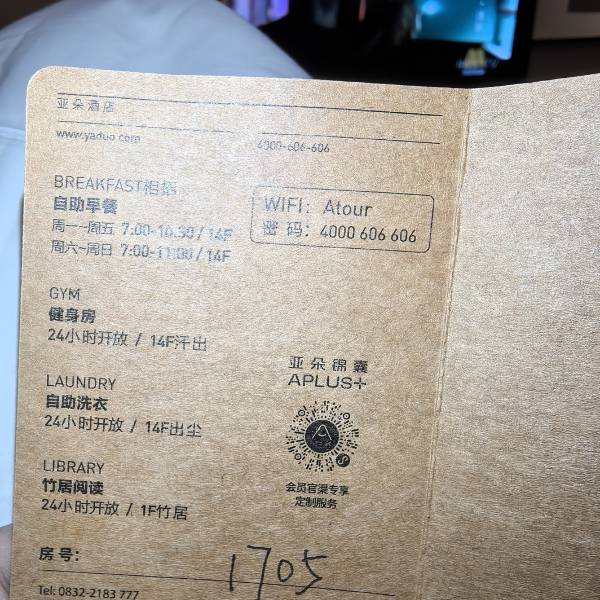 亚朵酒店
www.yaduo.com
4000-606-606
BREAKFAST相招
自助早餐
周一~周五 7:00-10:30 / 14F
周六~周日 7:00-11:00 / 14F
WIFI: Atour
密 码: 4000 606 606
GYM
健身房
24小时开放 / 14F汗出
亚朵锦囊
APLUS+
LAUNDRY
自助洗衣
24小时开放 / 14F出尘
LIBRARY
竹居阅读
24小时开放 / 1F竹居
会员官渠专享
定制服务
房号: 1705
Tel: 0832-2183 777